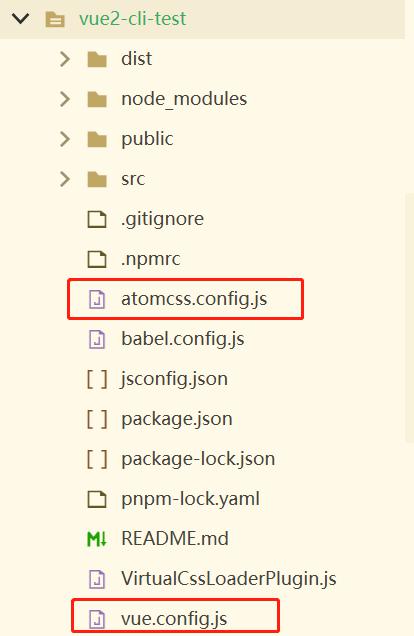 vue2-cli-test
dist
node_modules
public
src
.gitignore
.npmrc
atomcss.config.js
babel.config.js
[ ] jsconfig.json
[ ] package.json
[ ] package-lock.json
pnpm-lock.yaml
M↓ README.md
VirtualCssLoaderPlugin.js
vue.config.js